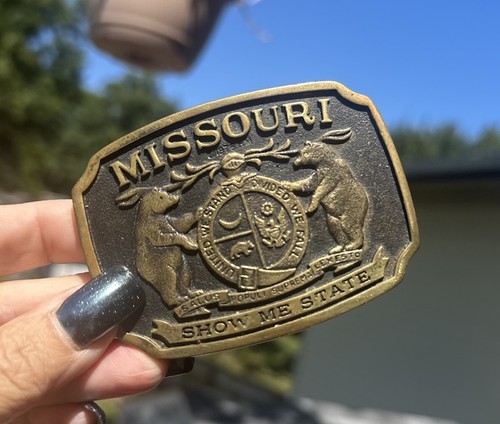 MISSOURI
UNITED WE STAND DIVIDED WE FALL
SALUS POPULI SUPREMA LEX ESTO
SHOW ME STATE